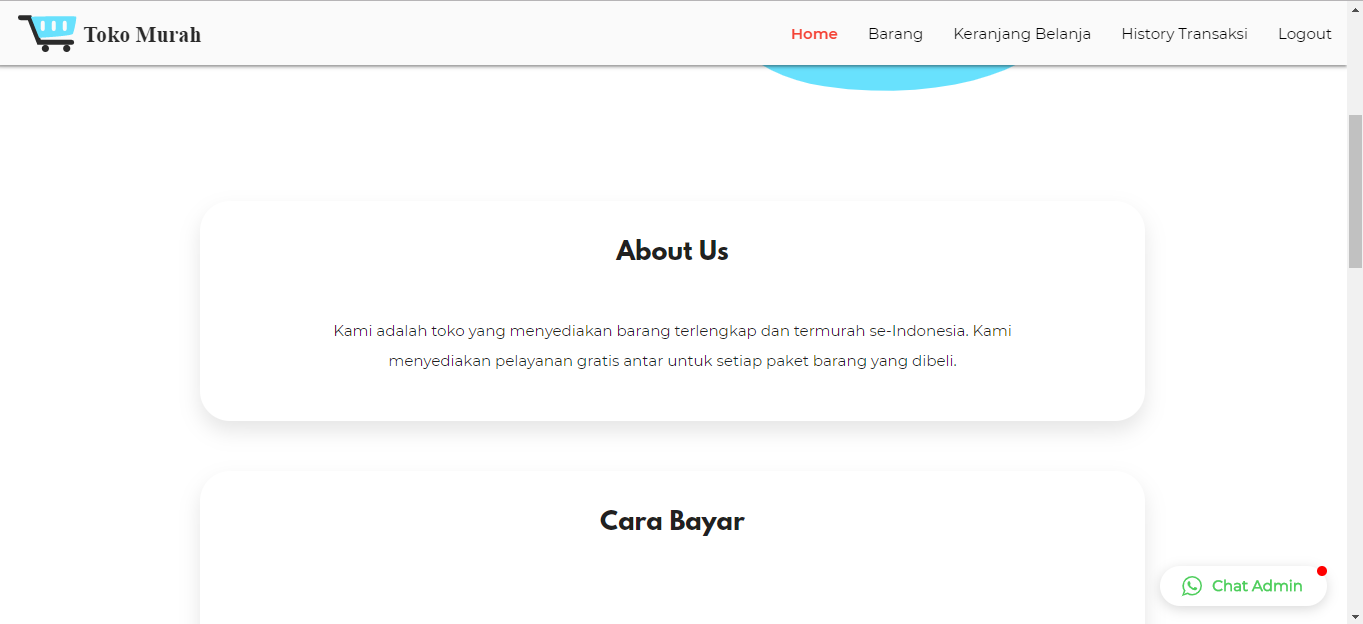 Toko Murah
Home
Barang
Keranjang Belanja
History Transaksi
Logout
About Us
Kami adalah toko yang menyediakan barang terlengkap dan termurah se-Indonesia. Kami
menyediakan pelayanan gratis antar untuk setiap paket barang yang dibeli.
Cara Bayar
Chat Admin